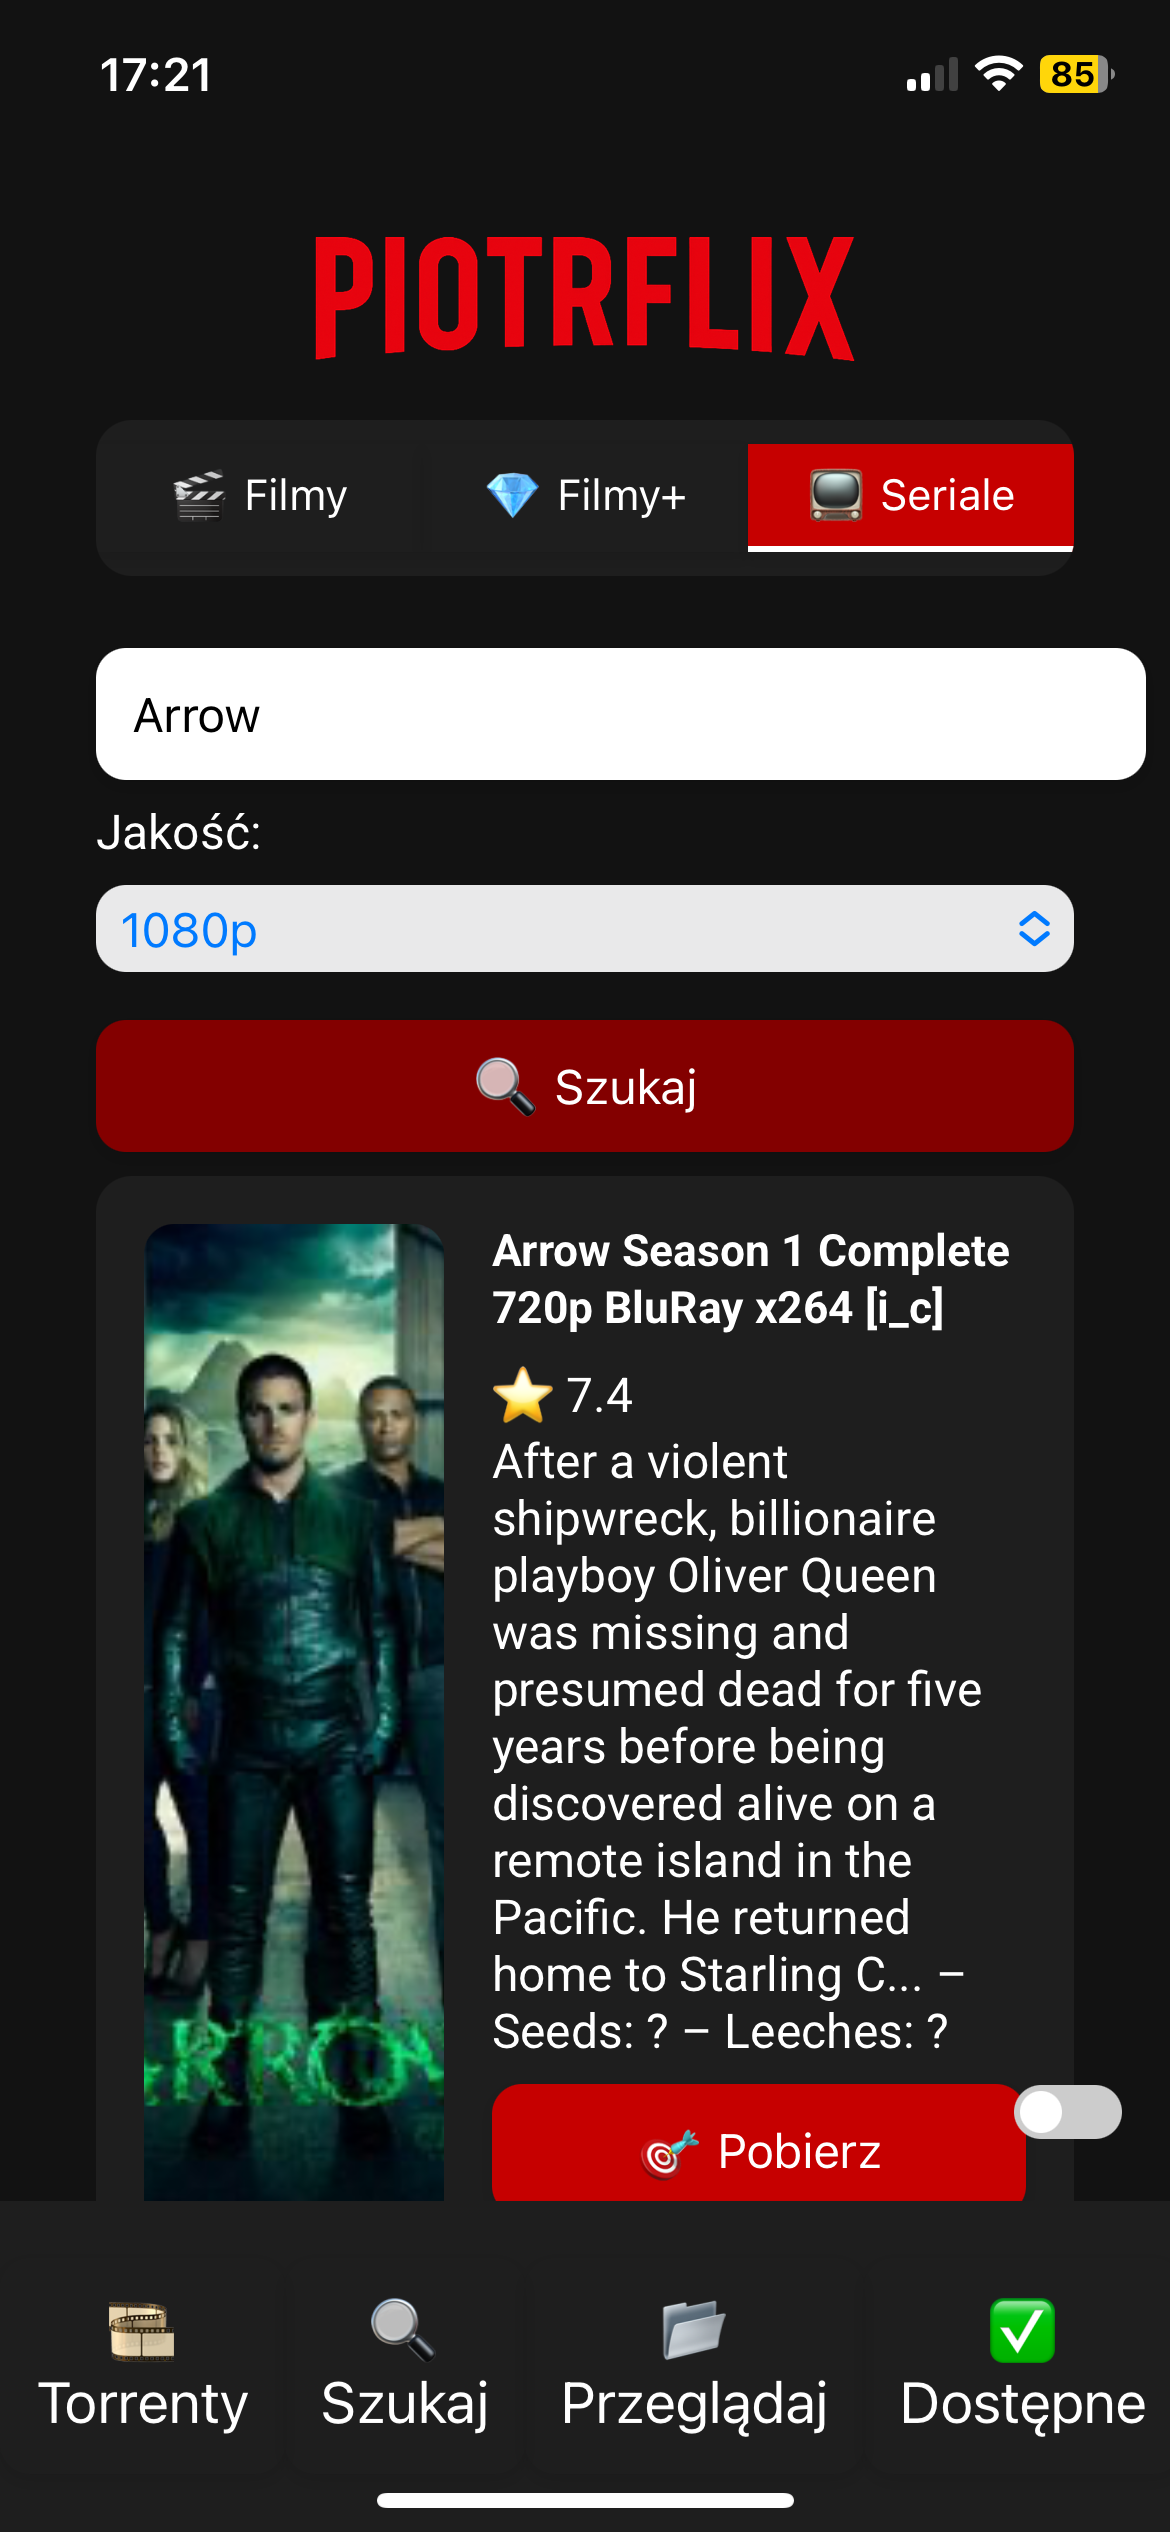 17:21
85
PIOTRFLIX
Filmy
Filmy+
Seriale
Arrow
Jakość:
1080p
Szukaj
Arrow Season 1 Complete
720p BluRay x264 [i_c]
7.4
After a violent
shipwreck, billionaire
playboy Oliver Queen
was missing and
presumed dead for five
years before being
discovered alive on a
remote island in the
Pacific. He returned
home to Starling C... –
Seeds: ? – Leeches: ?
ARROW
Pobierz
Torrenty
Szukaj
Przeglądaj
Dostępne